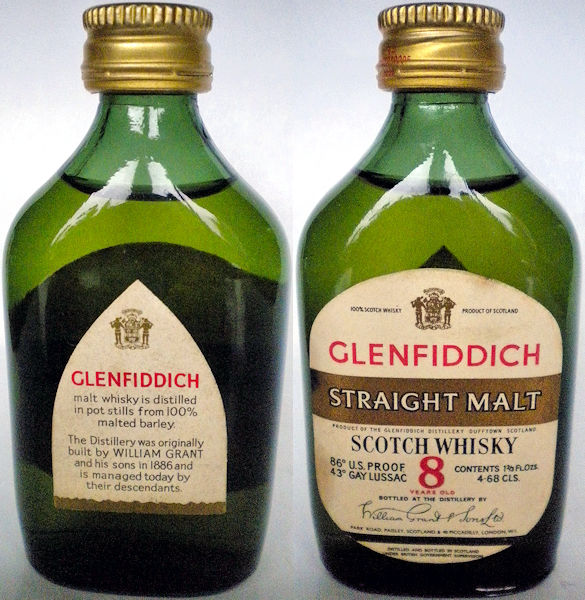 GLENFIDDICH
malt whisky is distilled
in pot stills from 100%
malted barley.
The Distillery was originally
built by WILLIAM GRANT
and his sons in 1886 and
is managed today by
their descendants.
100% SCOTCH WHISKY PRODUCT OF SCOTLAND
GLENFIDDICH
STRAIGHT MALT
PRODUCT OF THE GLENFIDDICH DISTILLERY DUFFTOWN SCOTLAND
SCOTCH WHISKY
86° U.S. PROOF
43° GAY LUSSAC
8
YEARS OLD
CONTENTS 1⅗ FL OZS.
4·68 CLS.
BOTTLED AT THE DISTILLERY BY
William Grant & Sons Ltd.
PARK ROAD, PAISLEY, SCOTLAND & 48 PICCADILLY, LONDON, W.1.
DISTILLED AND BOTTLED IN SCOTLAND
UNDER BRITISH GOVERNMENT SUPERVISION